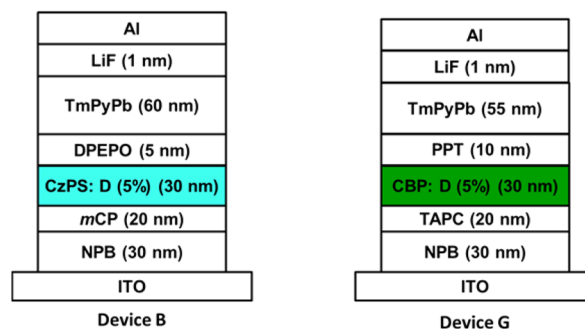 Al
LiF (1 nm)
TmPyPb (60 nm)
DPEPO (5 nm)
CzPS: D (5%) (30 nm)
mCP (20 nm)
NPB (30 nm)
ITO
Device B
Al
LiF (1 nm)
TmPyPb (55 nm)
PPT (10 nm)
CBP: D (5%) (30 nm)
TAPC (20 nm)
NPB (30 nm)
ITO
Device G